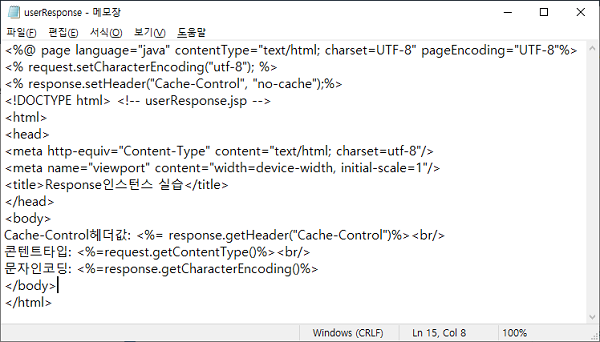 userResponse - 메모장
파일(F) 편집(E) 서식(O) 보기(V) 도움말
<%@ page language="java" contentType="text/html; charset=UTF-8" pageEncoding="UTF-8"%>
<% request.setCharacterEncoding("utf-8"); %>
<% response.setHeader("Cache-Control", "no-cache");%>
<!DOCTYPE html> <!-- userResponse.jsp -->
<html>
<head>
<meta http-equiv="Content-Type" content="text/html; charset=utf-8"/>
<meta name="viewport" content="width=device-width, initial-scale=1"/>
<title>Response인스턴스 실습</title>
</head>
<body>
Cache-Control헤더값: <%= response.getHeader("Cache-Control")%><br/>
콘텐트타입: <%=request.getContentType()%><br/>
문자인코딩: <%=response.getCharacterEncoding()%>
</body>
</html>
Windows (CRLF) Ln 15, Col 8 100%